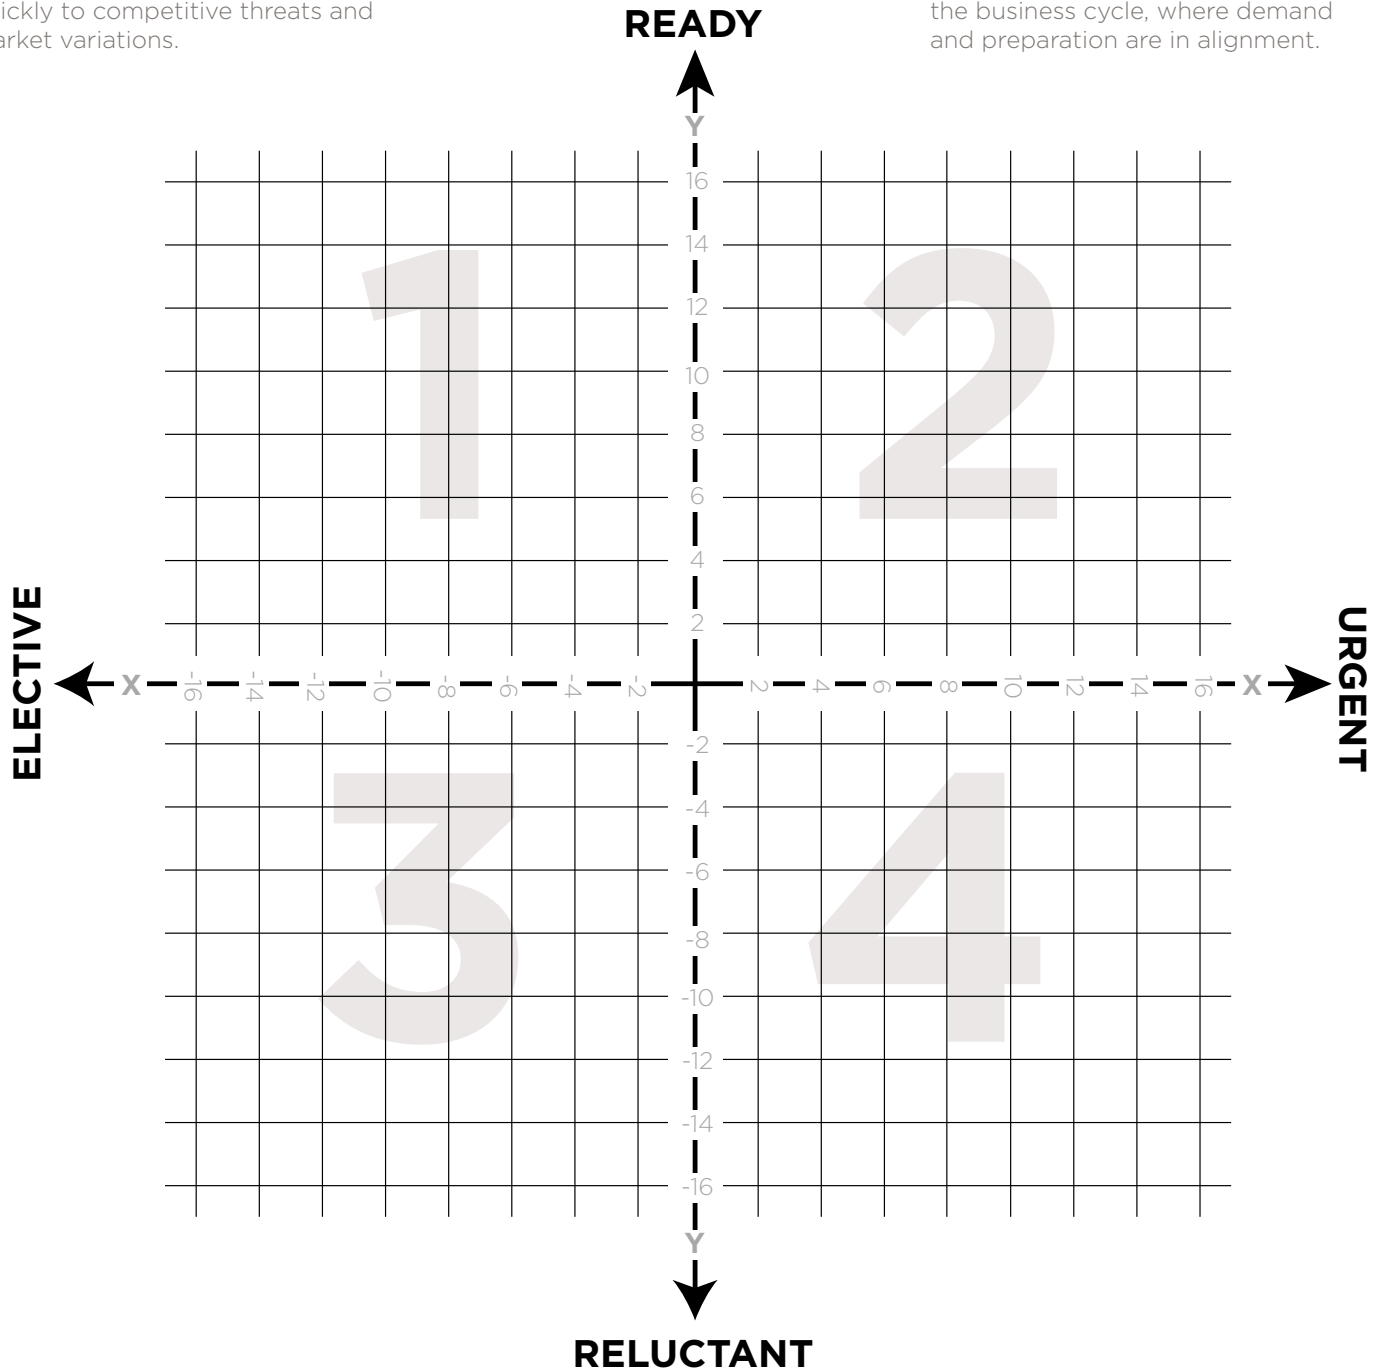 ickly to competitive threats and
arket variations.
READY
the business cycle, where demand
and preparation are in alignment.
Y
16
14
1
2
12
10
8
6
4
2
ELECTIVE
X -16 -14 -12 -10 -8 -6 -4 -2 2 4 6 8 10 12 14 16 X
URGENT
-2
-4
3
4
-6
-8
-10
-12
-14
-16
Y
RELUCTANT